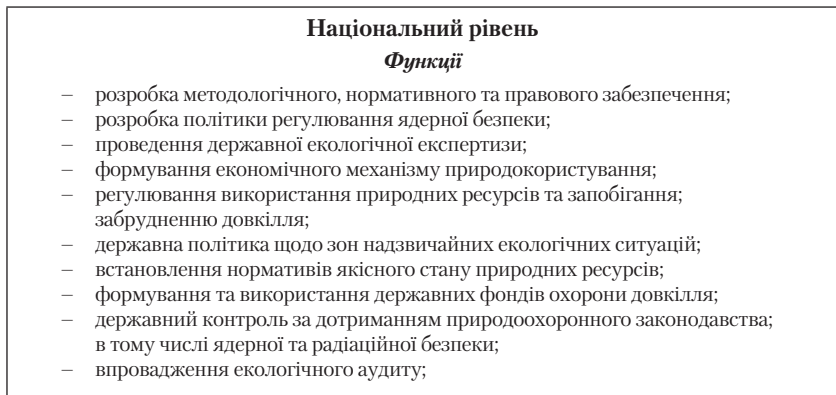 Національний рівень
Функції
– розробка методологічного, нормативного та правового забезпечення;
– розробка політики регулювання ядерної безпеки;
– проведення державної екологічної експертизи;
– формування економічного механізму природокористування;
– регулювання використання природних ресурсів та запобігання;
забрудненню довкілля;
– державна політика щодо зон надзвичайних екологічних ситуацій;
– встановлення нормативів якісного стану природних ресурсів;
– формування та використання державних фондів охорони довкілля;
– державний контроль за дотриманням природоохоронного законодавства;
в тому числі ядерної та радіаційної безпеки;
– впровадження екологічного аудиту;